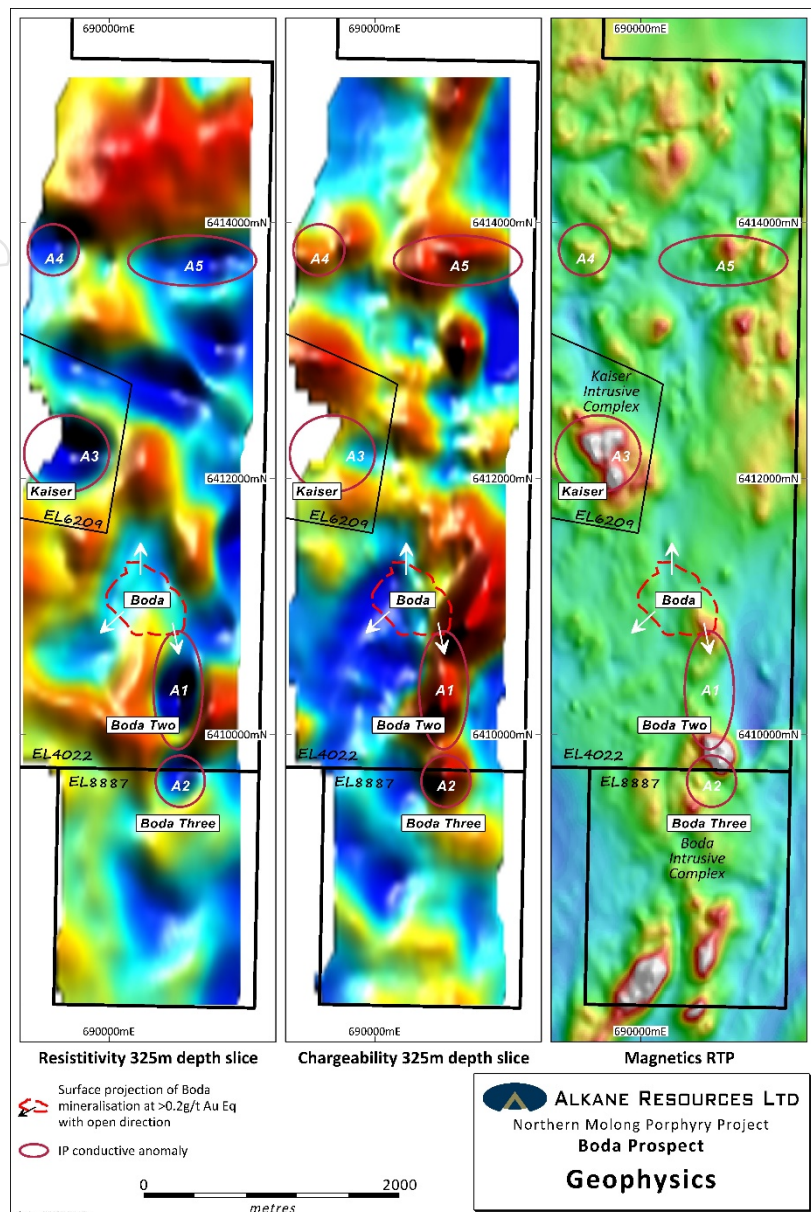 690000mE
690000mE
690000mE
6414000mN
6414000mN
A4
A5
A4
A5
A4
A5
Kaiser
Intrusive
Complex
A3
A3
A3
6412000mN
6412000mN
Kaiser
Kaiser
Kaiser
EL6209
EL6209
EL6209
Boda
Boda
Boda
A1
A1
A1
Boda Two
Boda Two
Boda Two
6410000mN
6410000mN
EL4022
EL4022
EL4022
EL8887
EL8887
EL8887
A2
A2
A2
Boda Three
Boda Three
Boda Three
Boda
Intrusive
Complex
690000mE
690000mE
690000mE
Resistitivity 325m depth slice
Chargeability 325m depth slice
Magnetics RTP
Surface projection of Boda
mineralisation at >0.2g/t Au Eq
with open direction
IP conductive anomaly
0
2000
metres
ALKANE RESOURCES LTD
Northern Molong Porphyry Project
Boda Prospect
Geophysics